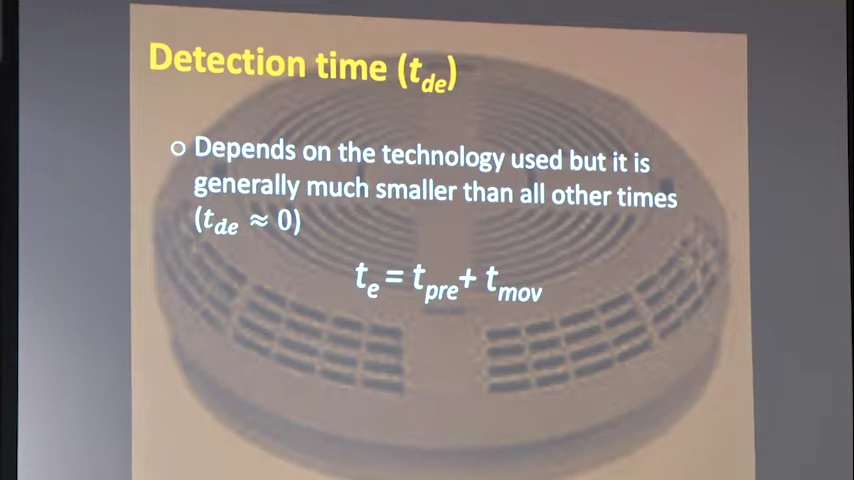 Detection time (t_de)
○ Depends on the technology used but it is
generally much smaller than all other times
(t_de ≈ 0)
t_e = t_pre + t_mov